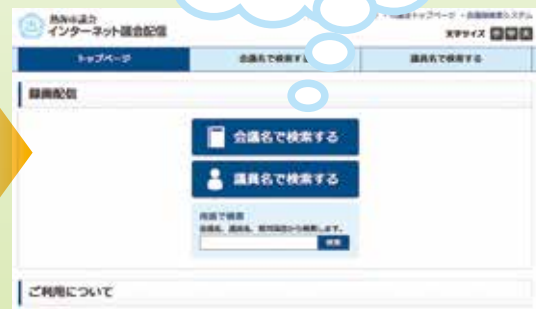 熱海市議会
インターネット議会配信
文字サイズ
トップページ
会議名で検索す
議員名で検索する
録画配信
会議名で検索する
議員名で検索する
用語で検索
検索
ご利用について